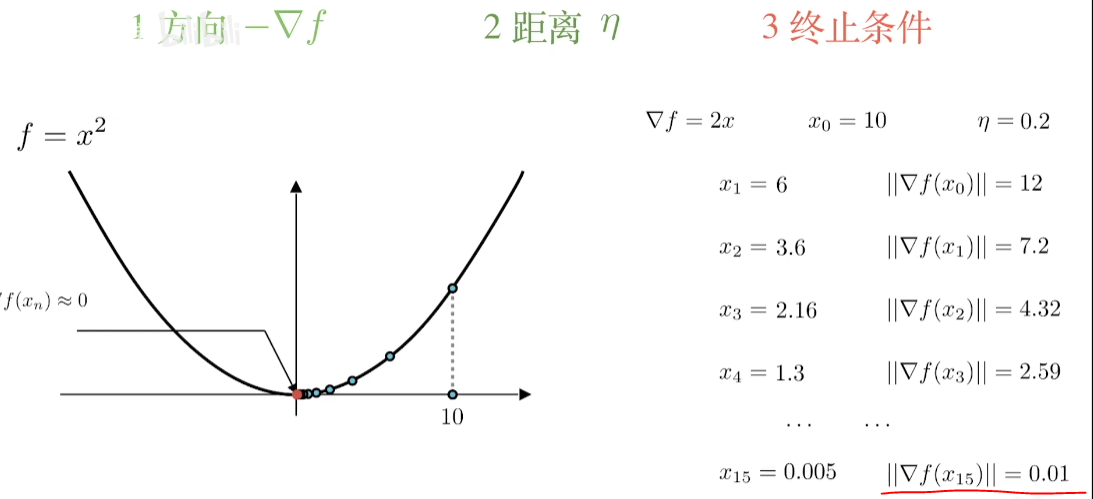 1 方向 −∇f
2 距离 η
3 终止条件
f = x²
∇f = 2x x₀ = 10 η = 0.2
x₁ = 6 ||∇f(x₀)|| = 12
x₂ = 3.6 ||∇f(x₁)|| = 7.2
x₃ = 2.16 ||∇f(x₂)|| = 4.32
f(xₙ) ≈ 0
x₄ = 1.3 ||∇f(x₃)|| = 2.59
10
... ...
x₁₅ = 0.005 ||∇f(x₁₅)|| = 0.01